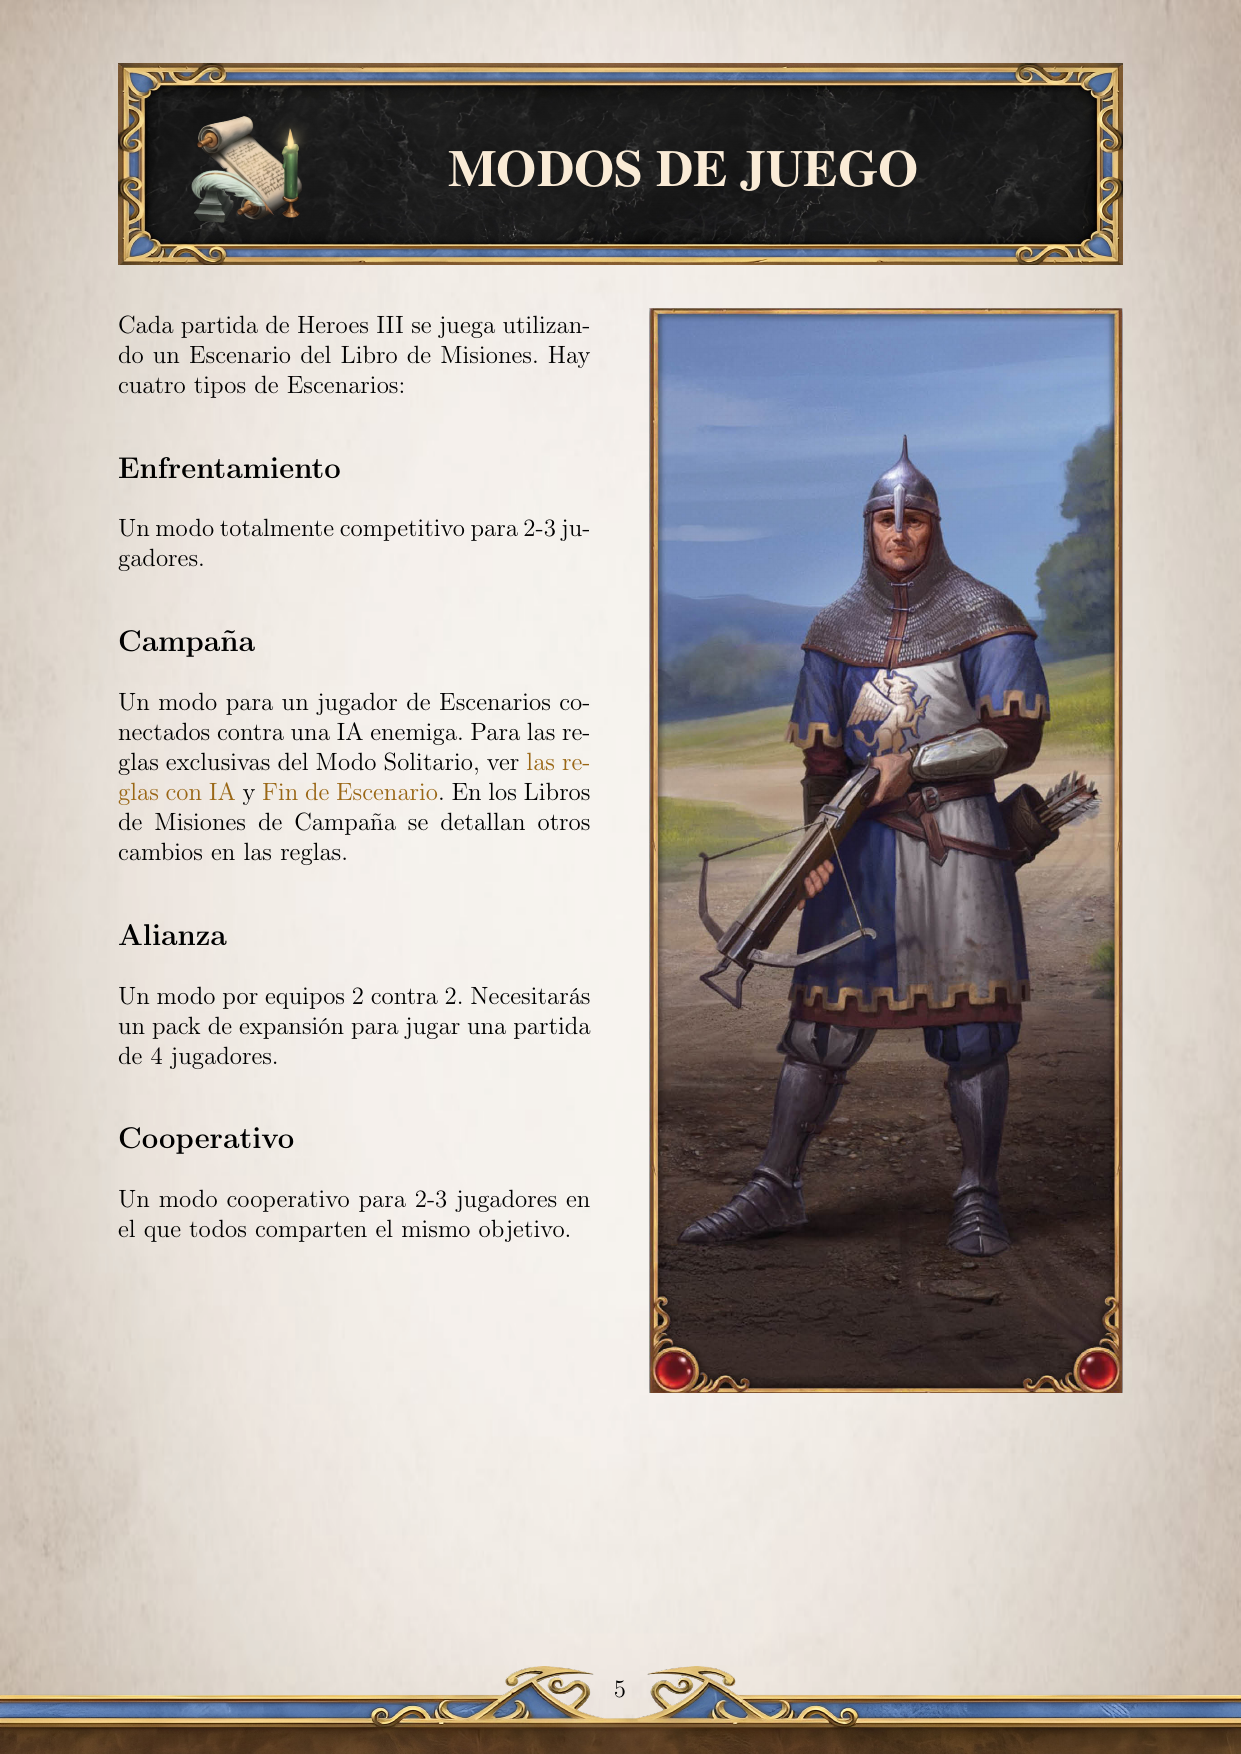 MODOS DE JUEGO
Cada partida de Heroes III se juega utilizan-
do un Escenario del Libro de Misiones. Hay
cuatro tipos de Escenarios:
Enfrentamiento
Un modo totalmente competitivo para 2-3 ju-
gadores.
Campaña
Un modo para un jugador de Escenarios co-
nectados contra una IA enemiga. Para las re-
glas exclusivas del Modo Solitario, ver las re-
glas con IA y Fin de Escenario. En los Libros
de Misiones de Campaña se detallan otros
cambios en las reglas.
Alianza
Un modo por equipos 2 contra 2. Necesitarás
un pack de expansión para jugar una partida
de 4 jugadores.
Cooperativo
Un modo cooperativo para 2-3 jugadores en
el que todos comparten el mismo objetivo.
5